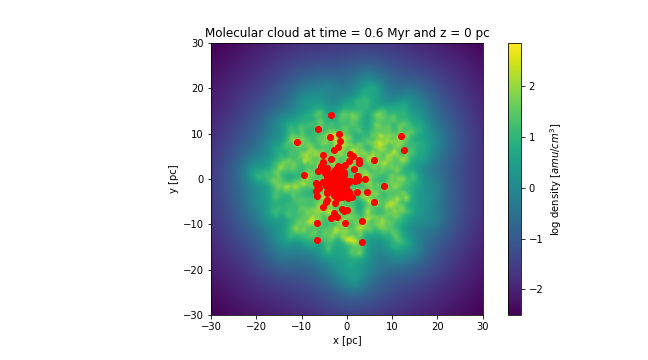 Molecular cloud at time = 0.6 Myr and z = 0 pc
30
20
10
0
−10
−20
−30
y [pc]
−30 −20 −10 0 10 20 30
x [pc]
2
1
0
−1
−2
log density [amu/cm³]